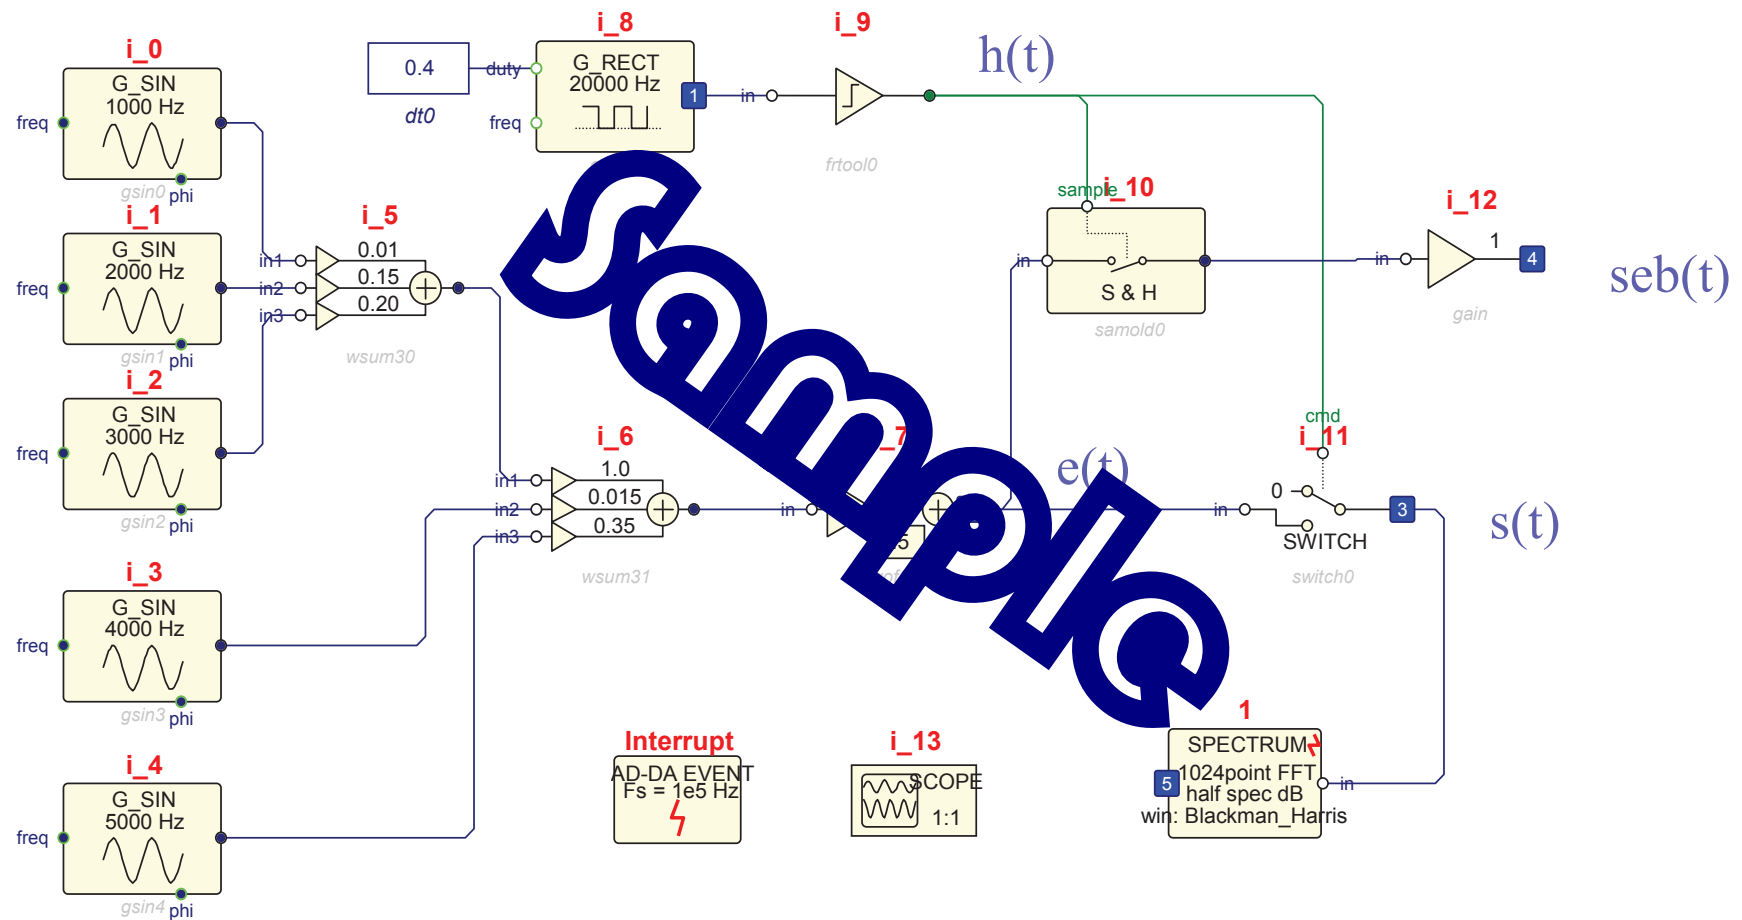 i_0
G_SIN
1000 Hz
freq
gsin0
phi
i_1
G_SIN
2000 Hz
freq
gsin1
phi
i_2
G_SIN
3000 Hz
freq
gsin2
phi
i_3
G_SIN
4000 Hz
freq
gsin3
phi
i_4
G_SIN
5000 Hz
freq
gsin4
phi
i_5
in1
in2
in3
0.01
0.15
0.20
wsum30
0.4
dt0
i_8
duty
freq
G_RECT
20000 Hz
1
i_9
in
frtool0
h(t)
sample
i_10
in
S & H
samold0
i_12
in
1
4
gain
seb(t)
i_6
in1
in2
in3
1.0
0.015
0.35
wsum31
_7
in
e(t)
cmd
i_11
in
0
SWITCH
switch0
3
s(t)
Sample
Interrupt
AD-DA EVENT
Fs = 1e5 Hz
i_13
SCOPE
1:1
1
SPECTRUM
1024point FFT
half spec dB
win: Blackman_Harris
5
in